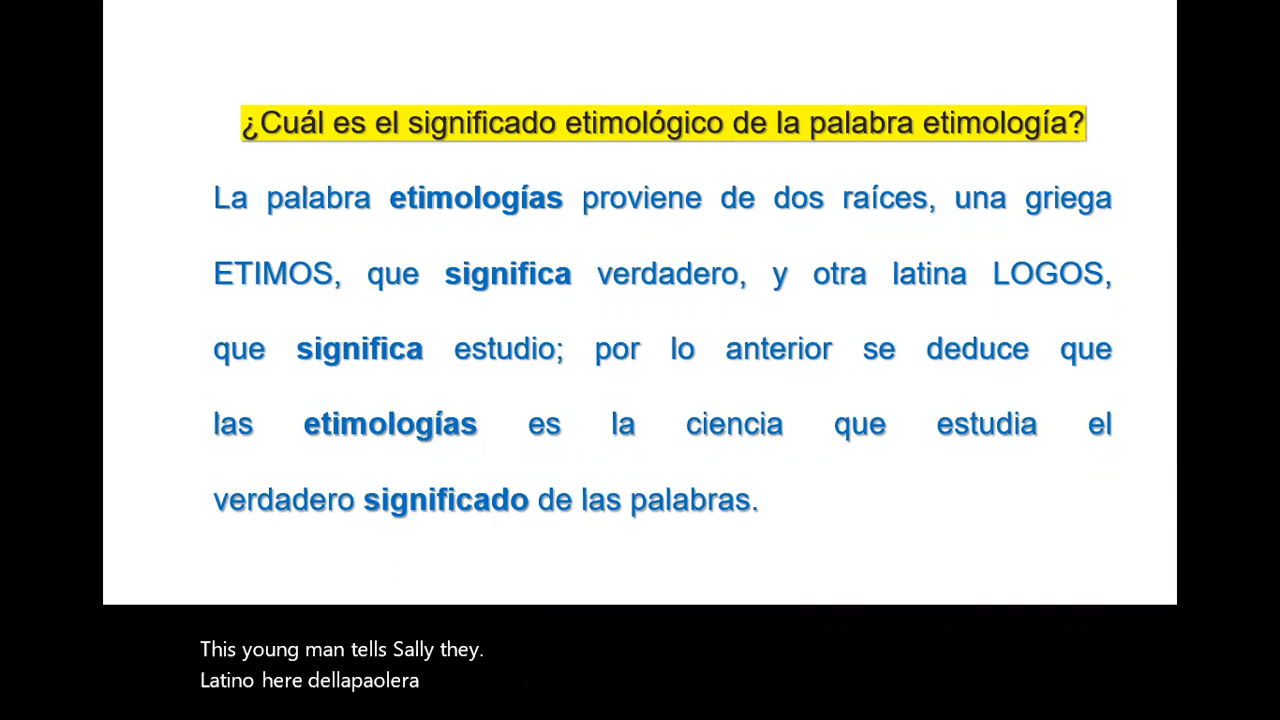 ¿Cuál es el significado etimológico de la palabra etimología?
La palabra etimologías proviene de dos raíces, una griega
ETIMOS, que significa verdadero, y otra latina LOGOS,
que significa estudio; por lo anterior se deduce que
las etimologías es la ciencia que estudia el
verdadero significado de las palabras.
This young man tells Sally they.
Latino here dellapaolera